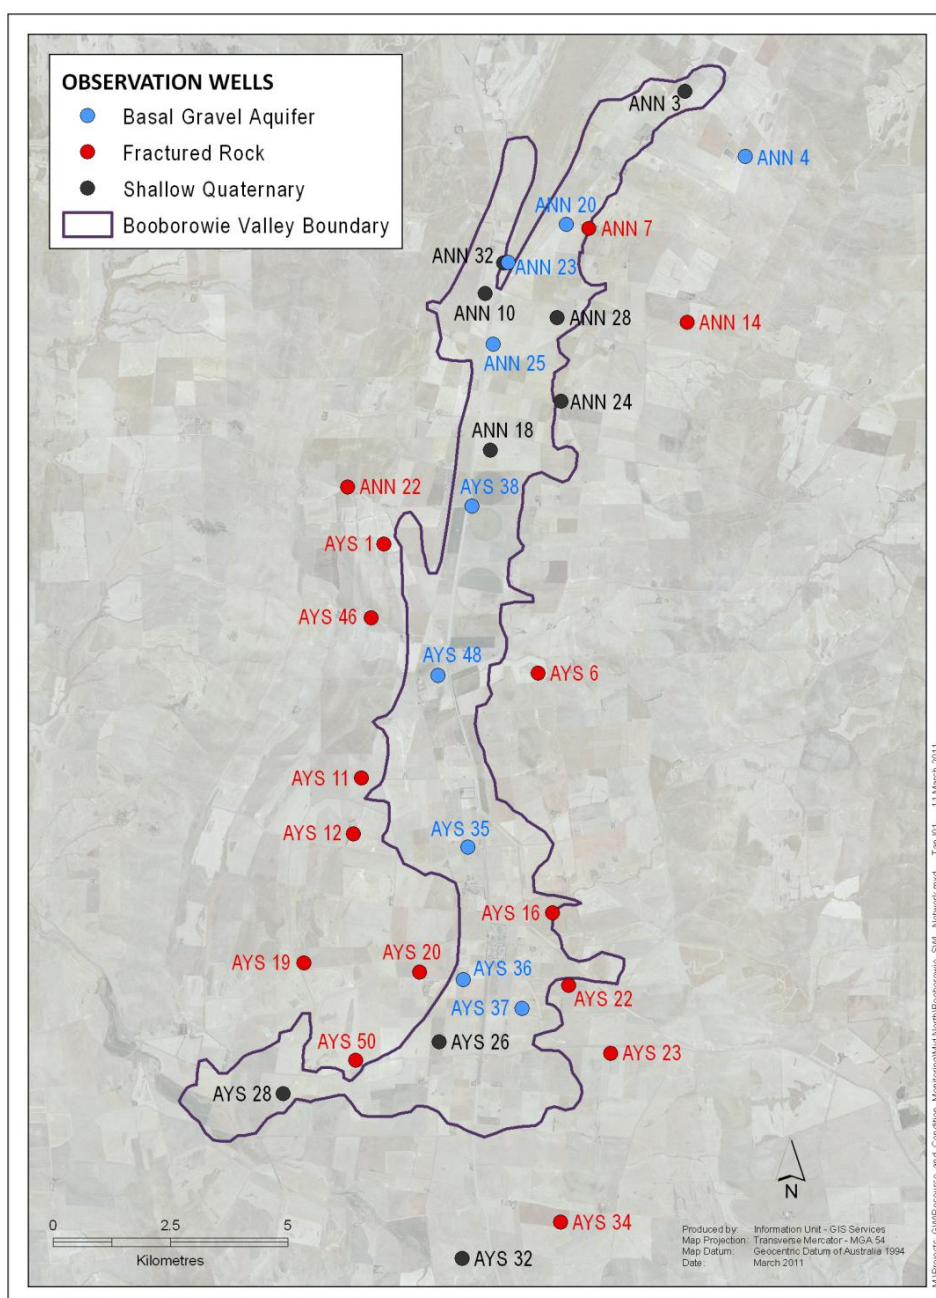 OBSERVATION WELLS
Basal Gravel Aquifer
Fractured Rock
Shallow Quaternary
Booborowie Valley Boundary
ANN 3
ANN 4
ANN 20
ANN 7
ANN 32
ANN 23
ANN 10
ANN 28
ANN 14
ANN 25
ANN 24
ANN 18
ANN 22
AYS 38
AYS 1
AYS 46
AYS 48
AYS 6
AYS 11
AYS 12
AYS 35
AYS 16
AYS 19
AYS 20
AYS 36
AYS 22
AYS 37
AYS 26
AYS 50
AYS 23
AYS 28
AYS 34
AYS 32
N
0 2.5 5
Kilometres
Produced by: Information Unit - GIS Services
Map Projection: Transverse Mercator - MGA 54
Map Datum: Geocentric Datum of Australia 1994
Date: March 2011
11 March 2011